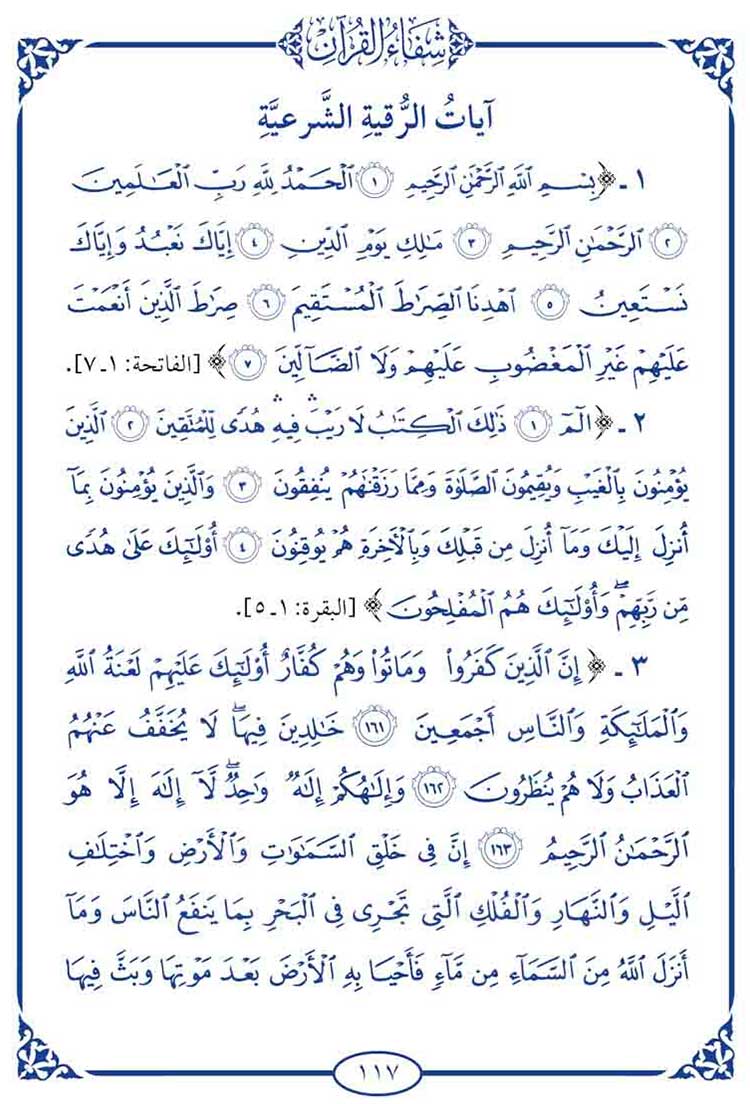 شِفَاءُ القُرْآنِ
آيَاتُ الرُّقيةِ الشَّرعيَّةِ
١ ـ ﴿بِسۡمِ ٱللَّهِ ٱلرَّحۡمَٰنِ ٱلرَّحِيمِ ١ ٱلۡحَمۡدُ لِلَّهِ رَبِّ ٱلۡعَٰلَمِينَ
٢ ٱلرَّحۡمَٰنِ ٱلرَّحِيمِ ٣ مَٰلِكِ يَوۡمِ ٱلدِّينِ ٤ إِيَّاكَ نَعۡبُدُ وَإِيَّاكَ
نَسۡتَعِينُ ٥ ٱهۡدِنَا ٱلصِّرَٰطَ ٱلۡمُسۡتَقِيمَ ٦ صِرَٰطَ ٱلَّذِينَ أَنۡعَمۡتَ
عَلَيۡهِمۡ غَيۡرِ ٱلۡمَغۡضُوبِ عَلَيۡهِمۡ وَلَا ٱلضَّآلِّينَ ٧﴾ [الفاتحة: ١ـ٧].
٢ ـ ﴿الٓمٓ ١ ذَٰلِكَ ٱلۡكِتَٰبُ لَا رَيۡبَۛ فِيهِۛ هُدٗى لِّلۡمُتَّقِينَ ٢ ٱلَّذِينَ
يُؤۡمِنُونَ بِٱلۡغَيۡبِ وَيُقِيمُونَ ٱلصَّلَوٰةَ وَمِمَّا رَزَقۡنَٰهُمۡ يُنفِقُونَ ٣ وَٱلَّذِينَ يُؤۡمِنُونَ بِمَآ
أُنزِلَ إِلَيۡكَ وَمَآ أُنزِلَ مِن قَبۡلِكَ وَبِٱلۡأٓخِرَةِ هُمۡ يُوقِنُونَ ٤ أُوْلَٰٓئِكَ عَلَىٰ هُدٗى
مِّن رَّبِّهِمۡۖ وَأُوْلَٰٓئِكَ هُمُ ٱلۡمُفۡلِحُونَ﴾ [البقرة: ١ـ٥].
٣ ـ ﴿إِنَّ ٱلَّذِينَ كَفَرُواْ وَمَاتُواْ وَهُمۡ كُفَّارٌ أُوْلَٰٓئِكَ عَلَيۡهِمۡ لَعۡنَةُ ٱللَّهِ
وَٱلۡمَلَٰٓئِكَةِ وَٱلنَّاسِ أَجۡمَعِينَ ١٦١ خَٰلِدِينَ فِيهَاۖ لَا يُخَفَّفُ عَنۡهُمُ
ٱلۡعَذَابُ وَلَا هُمۡ يُنظَرُونَ ١٦٢ وَإِلَٰهُكُمۡ إِلَٰهٞ وَٰحِدٞۖ لَّآ إِلَٰهَ إِلَّا هُوَ
ٱلرَّحۡمَٰنُ ٱلرَّحِيمُ ١٦٣ إِنَّ فِي خَلۡقِ ٱلسَّمَٰوَٰتِ وَٱلۡأَرۡضِ وَٱخۡتِلَٰفِ
ٱلَّيۡلِ وَٱلنَّهَارِ وَٱلۡفُلۡكِ ٱلَّتِي تَجۡرِي فِي ٱلۡبَحۡرِ بِمَا يَنفَعُ ٱلنَّاسَ وَمَآ
أَنزَلَ ٱللَّهُ مِنَ ٱلسَّمَآءِ مِن مَّآءٖ فَأَحۡيَا بِهِ ٱلۡأَرۡضَ بَعۡدَ مَوۡتِهَا وَبَثَّ فِيهَا
١١٧